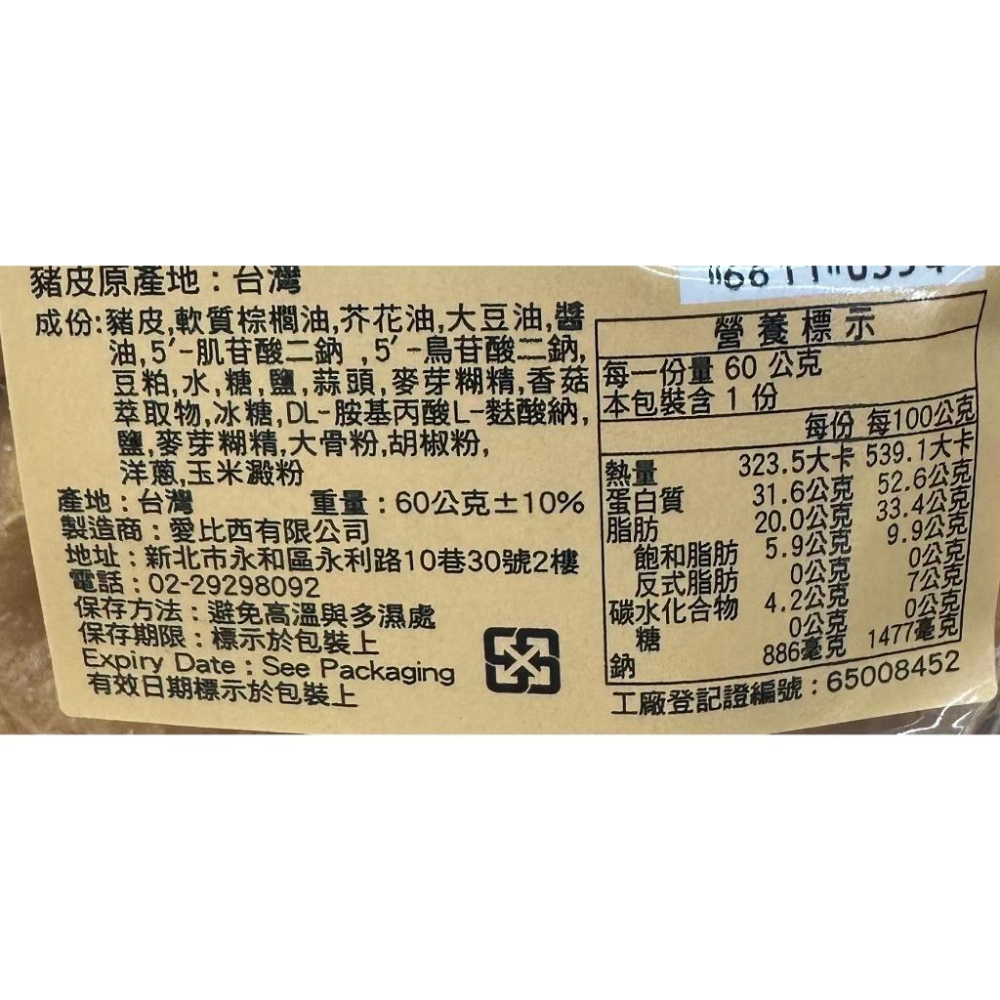 豬皮原產地：台灣
成份:豬皮,軟質棕櫚油,芥花油,大豆油,醬
油,5′-肌苷酸二鈉 ,5′-鳥苷酸二鈉,
豆粕,水,糖,鹽,蒜頭,麥芽糊精,香菇
萃取物,冰糖,DL-胺基丙酸L-麩酸納,
鹽,麥芽糊精,大骨粉,胡椒粉,
洋蔥,玉米澱粉
產地：台灣 重量：60公克±10%
製造商：愛比西有限公司
地址：新北市永和區永利路10巷30號2樓
電話：02-29298092
保存方法：避免高溫與多濕處
保存期限：標示於包裝上
Expiry Date：See Packaging
有效日期標示於包裝上
營養標示
每一份量 60 公克
本包裝含 1 份
每份 每100公克
熱量 323.5大卡 539.1大卡
蛋白質 31.6公克 52.6公克
脂肪 20.0公克 33.4公克
飽和脂肪 5.9公克 9.9公克
反式脂肪 0公克 0公克
碳水化合物 4.2公克 7公克
糖 0公克 0公克
鈉 886毫克 1477毫克
工廠登記證編號：65008452